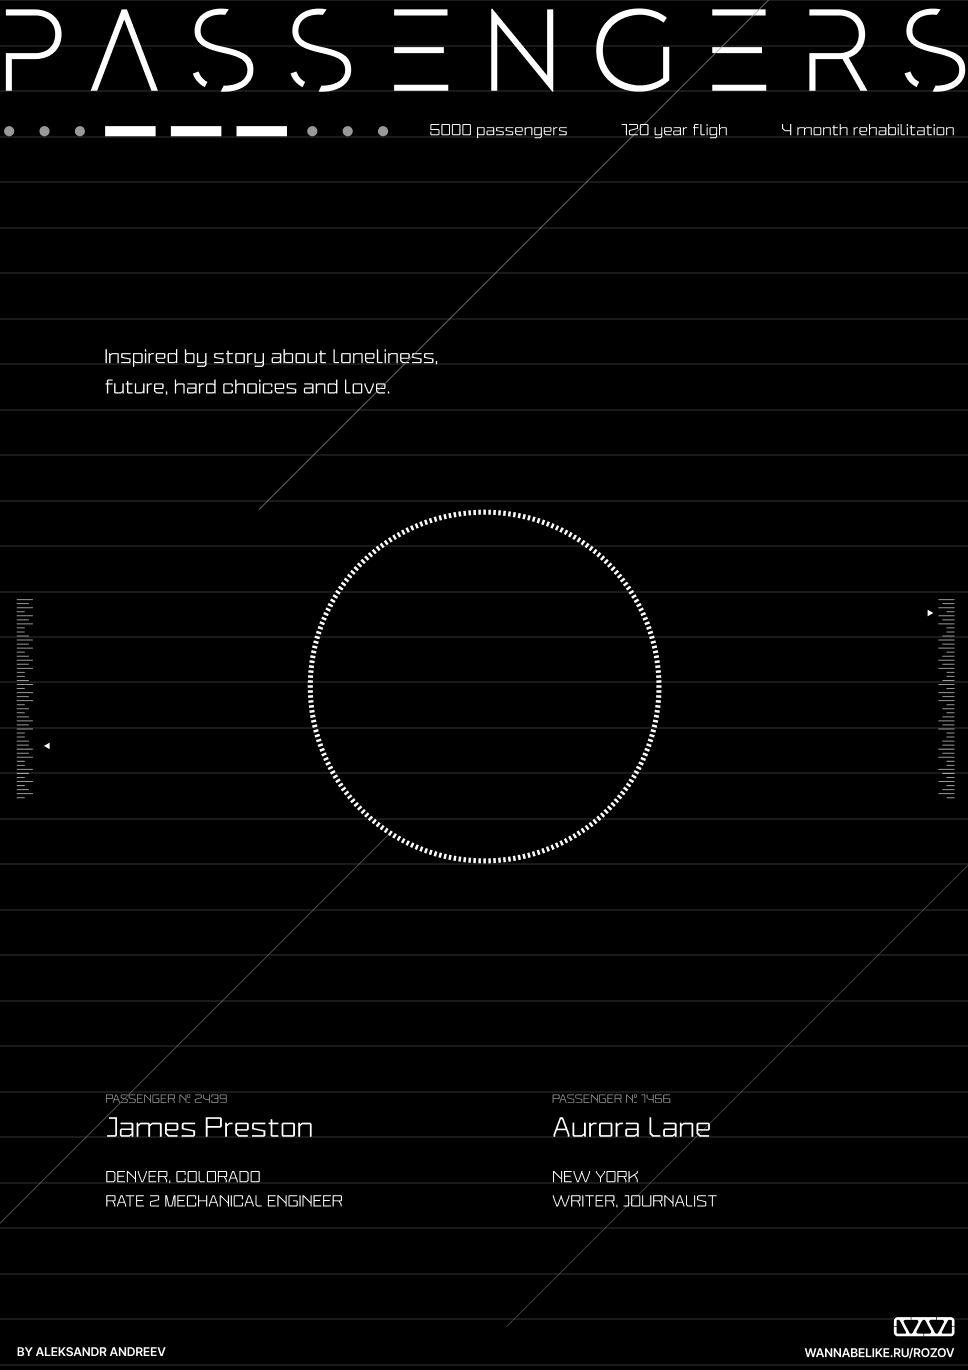 PASSENGERS
5000 passengers 120 year fligh 4 month rehabilitation
Inspired by story about loneliness,
future, hard choices and love.
PASSENGER № 2439
James Preston
DENVER, COLORADO
RATE 2 MECHANICAL ENGINEER
PASSENGER № 1466
Aurora Lane
NEW YORK
WRITER, JOURNALIST
BY ALEKSANDR ANDREEV
WANNABELIKE.RU/ROZOV